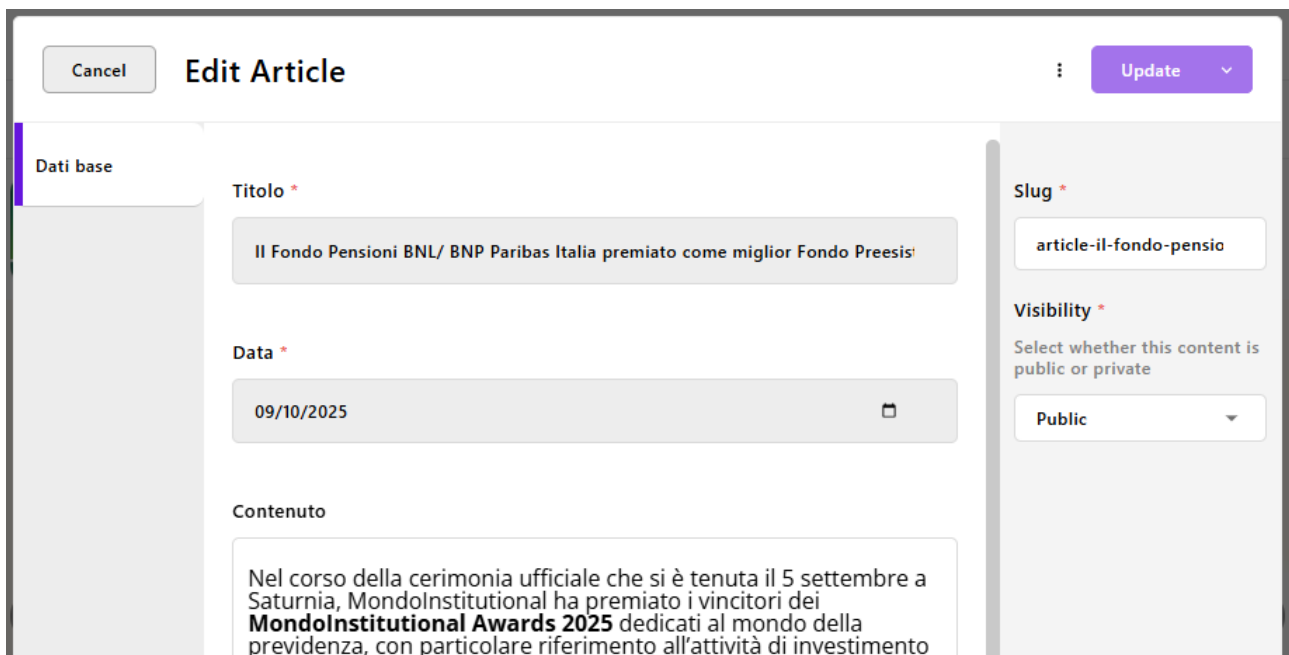 Cancel
Edit Article
Update
Dati base
Titolo *
Il Fondo Pensioni BNL/ BNP Paribas Italia premiato come miglior Fondo Preesist
Data *
09/10/2025
Contenuto
Nel corso della cerimonia ufficiale che si è tenuta il 5 settembre a
Saturnia, MondoInstitutional ha premiato i vincitori dei
MondoInstitutional Awards 2025 dedicati al mondo della
previdenza, con particolare riferimento all'attività di investimento
Slug *
article-il-fondo-pensio
Visibility *
Select whether this content is
public or private
Public